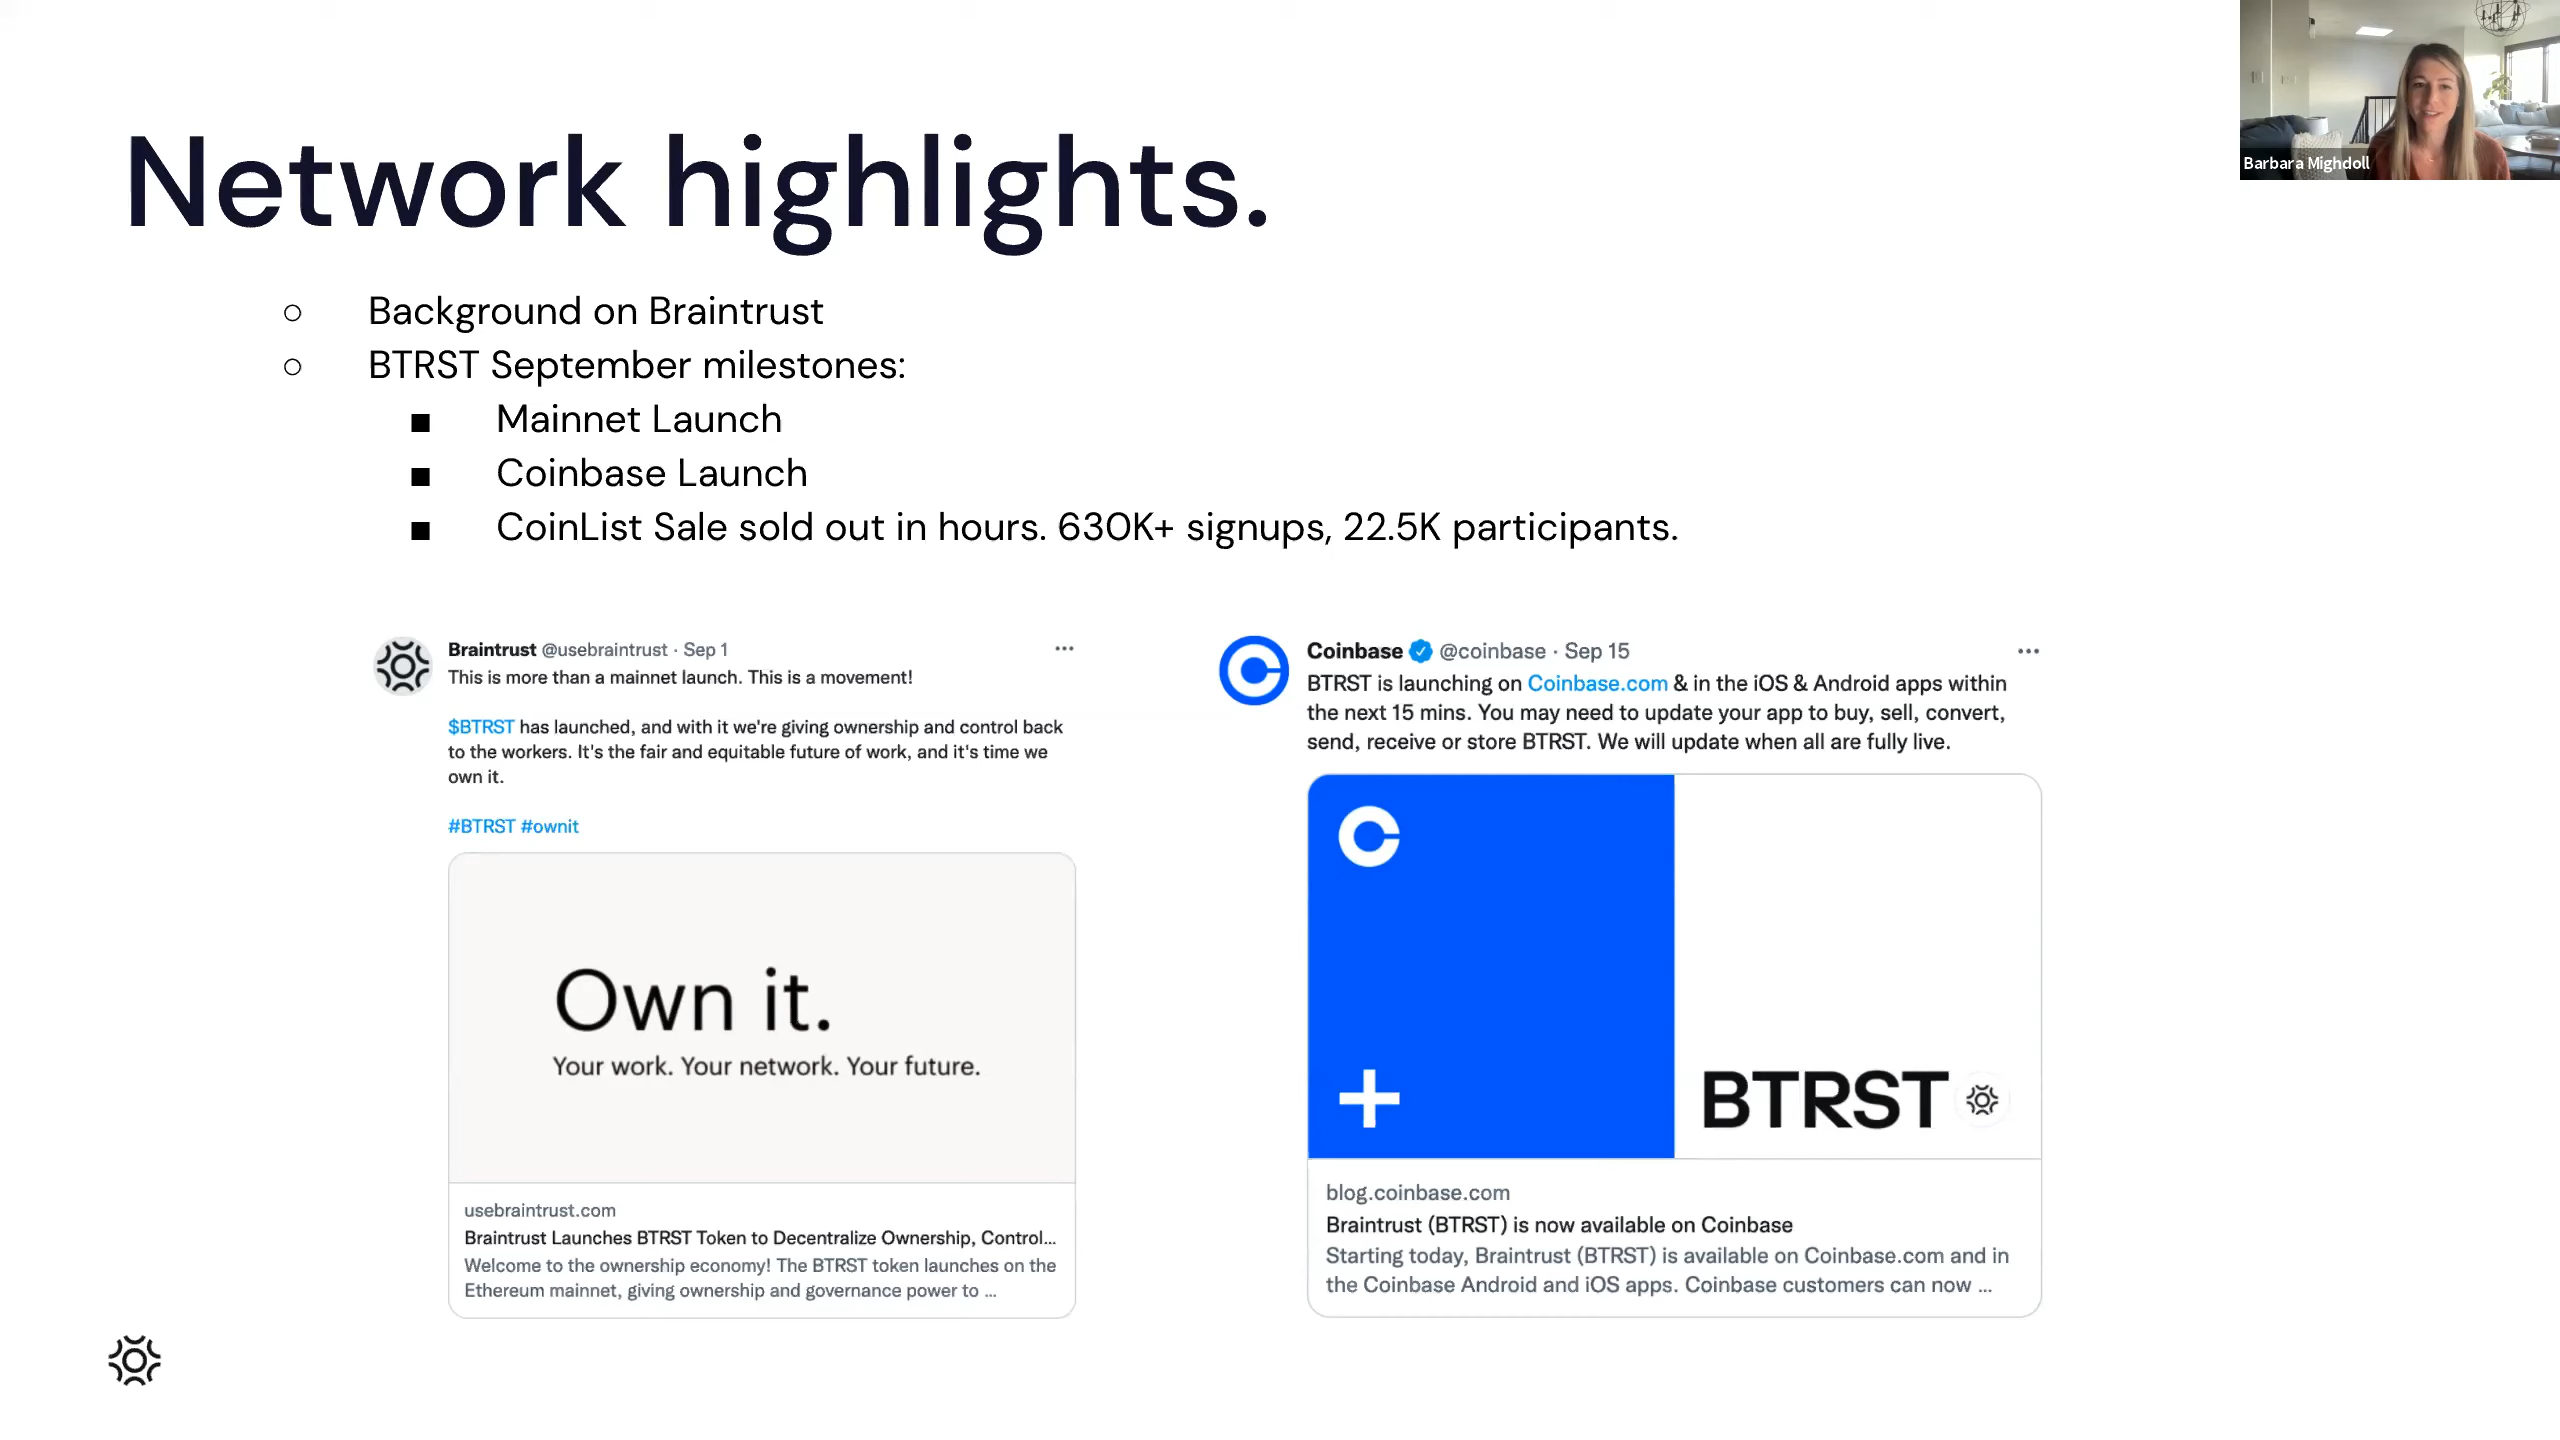 Barbara Mighdoll
Network highlights.
○ Background on Braintrust
○ BTRST September milestones:
■ Mainnet Launch
■ Coinbase Launch
■ CoinList Sale sold out in hours. 630K+ signups, 22.5K participants.
Braintrust @usebraintrust · Sep 1
This is more than a mainnet launch. This is a movement!
$BTRST has launched, and with it we're giving ownership and control back
to the workers. It's the fair and equitable future of work, and it's time we
own it.
#BTRST #ownit
Own it.
Your work. Your network. Your future.
usebraintrust.com
Braintrust Launches BTRST Token to Decentralize Ownership, Control...
Welcome to the ownership economy! The BTRST token launches on the
Ethereum mainnet, giving ownership and governance power to ...
Coinbase @coinbase · Sep 15
BTRST is launching on Coinbase.com & in the iOS & Android apps within
the next 15 mins. You may need to update your app to buy, sell, convert,
send, receive or store BTRST. We will update when all are fully live.
BTRST
blog.coinbase.com
Braintrust (BTRST) is now available on Coinbase
Starting today, Braintrust (BTRST) is available on Coinbase.com and in
the Coinbase Android and iOS apps. Coinbase customers can now ...